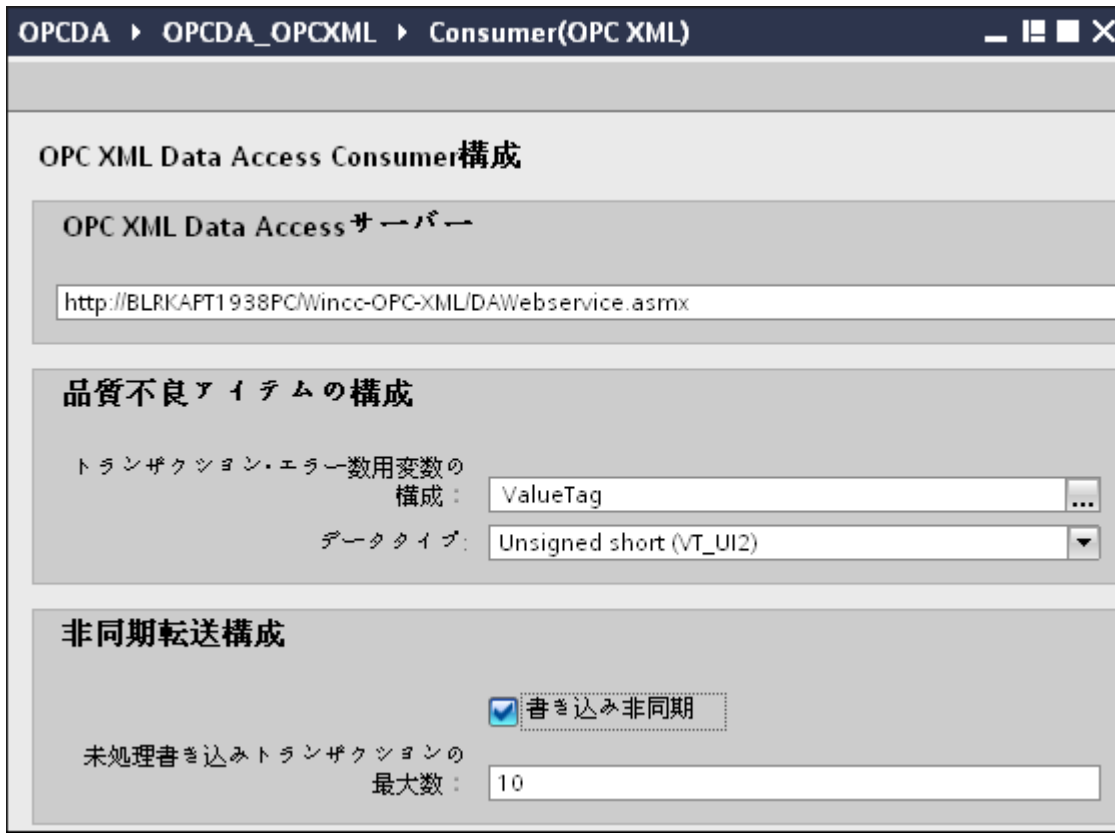 OPCDA ▸ OPCDA_OPCXML ▸ Consumer(OPC XML)
OPC XML Data Access Consumer構成
OPC XML Data Accessサーバー
http://BLRKAPT1938PC/Wincc-OPC-XML/DAWebservice.asmx
品質不良アイテムの構成
トランザクション・エラー数用変数の
構成:
ValueTag
...
データタイプ:
Unsigned short (VT_UI2)
非同期転送構成
書き込み非同期
未処理書き込みトランザクションの
最大数:
10